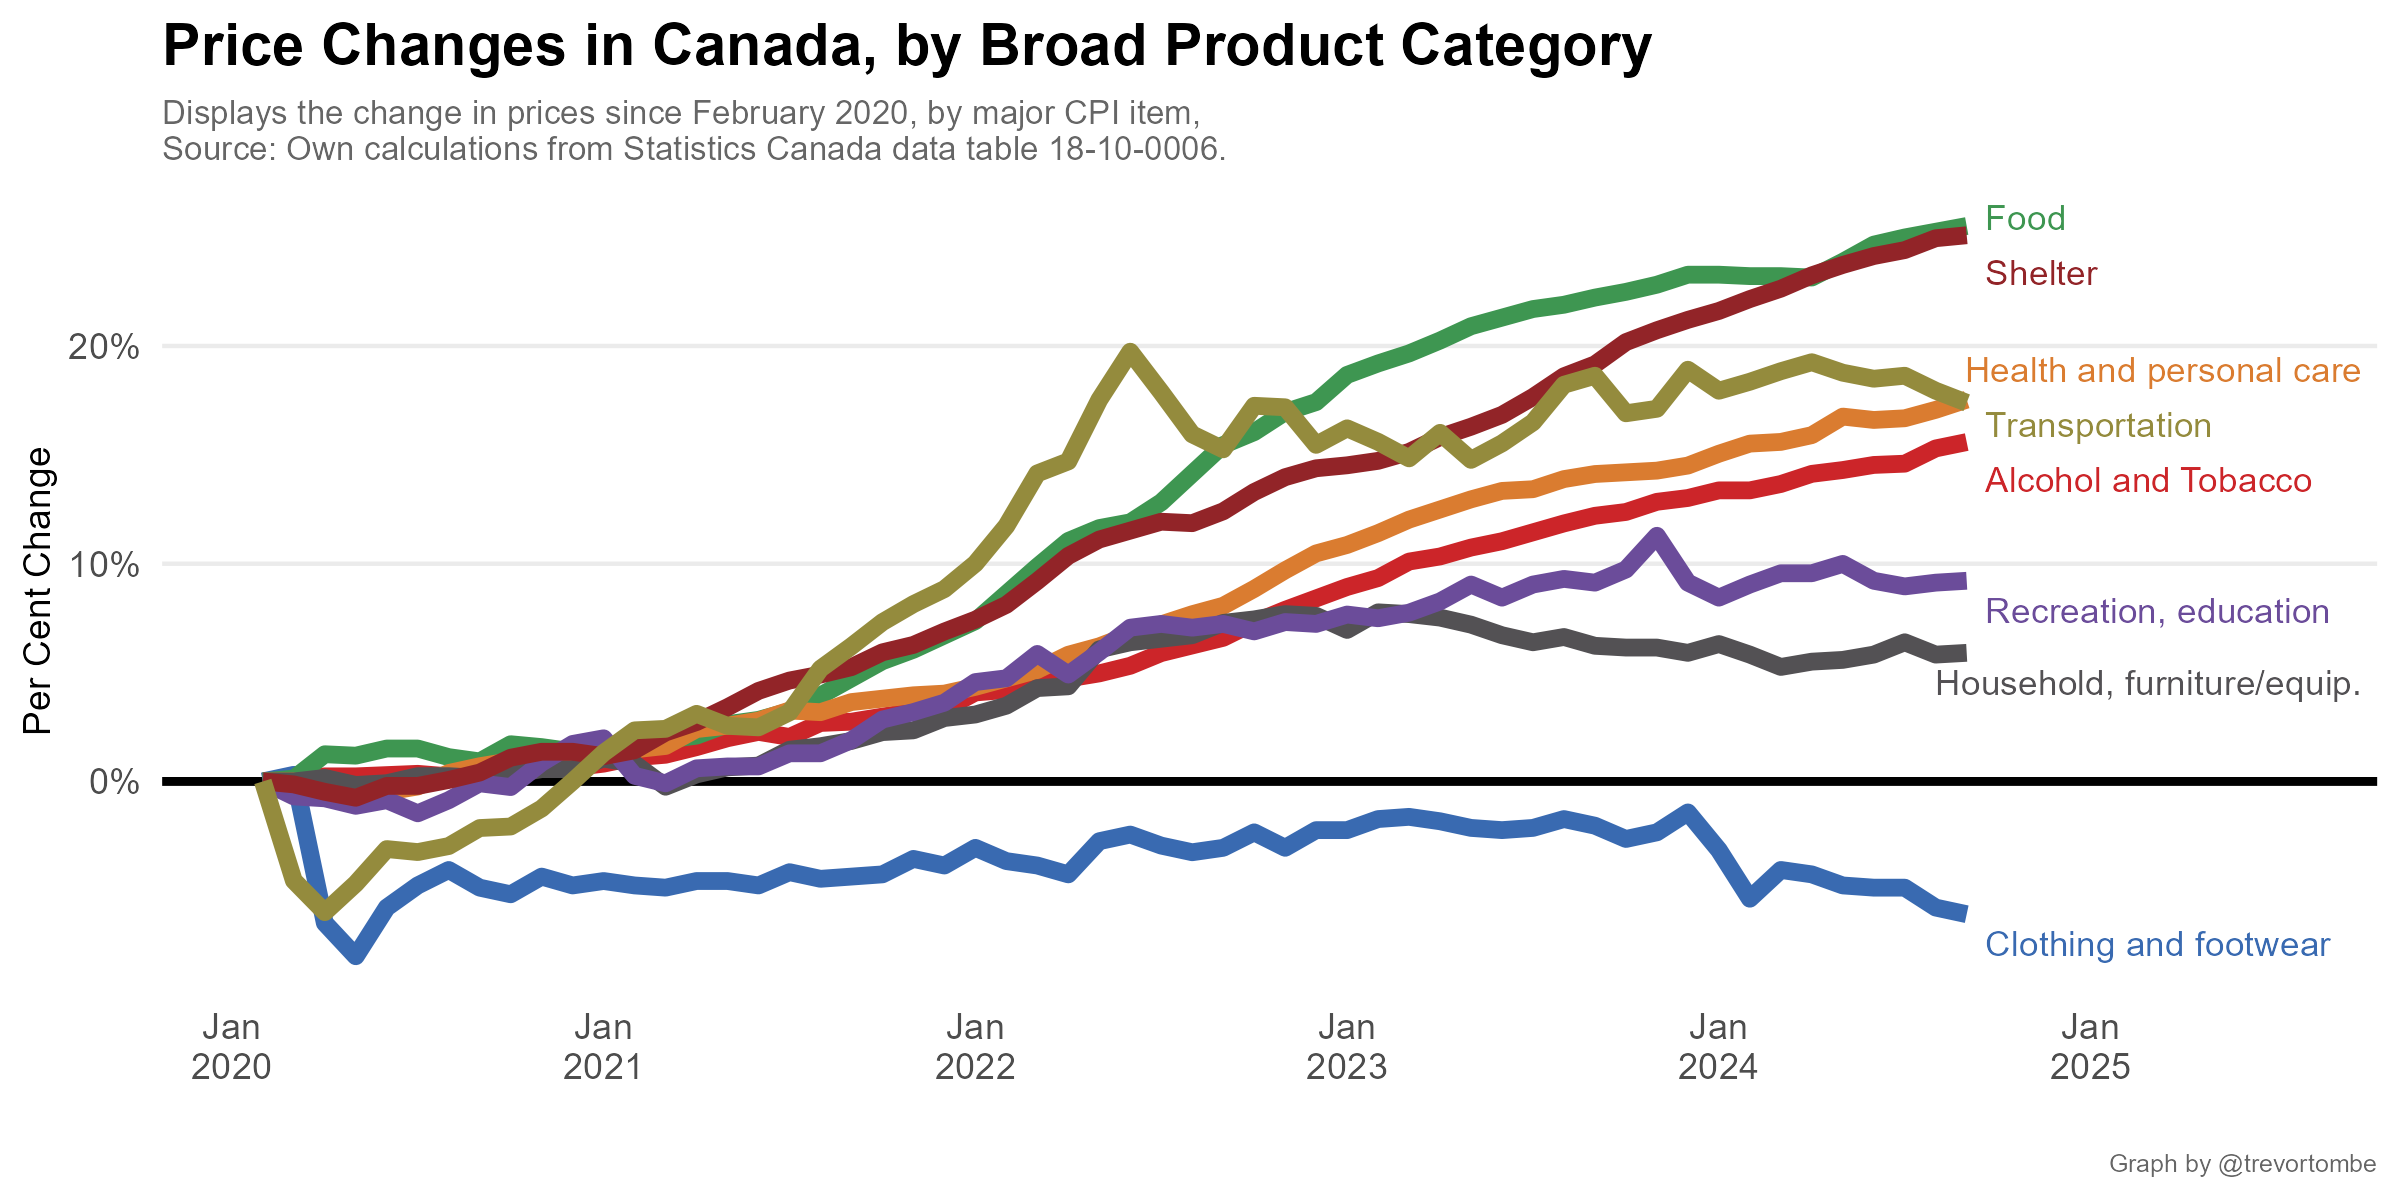 Price Changes in Canada, by Broad Product Category
Displays the change in prices since February 2020, by major CPI item,
Source: Own calculations from Statistics Canada data table 18-10-0006.
Per Cent Change
20%
10%
0%
Food
Shelter
Health and personal care
Transportation
Alcohol and Tobacco
Recreation, education
Household, furniture/equip.
Clothing and footwear
Jan
2020
Jan
2021
Jan
2022
Jan
2023
Jan
2024
Jan
2025
Graph by @trevortombe